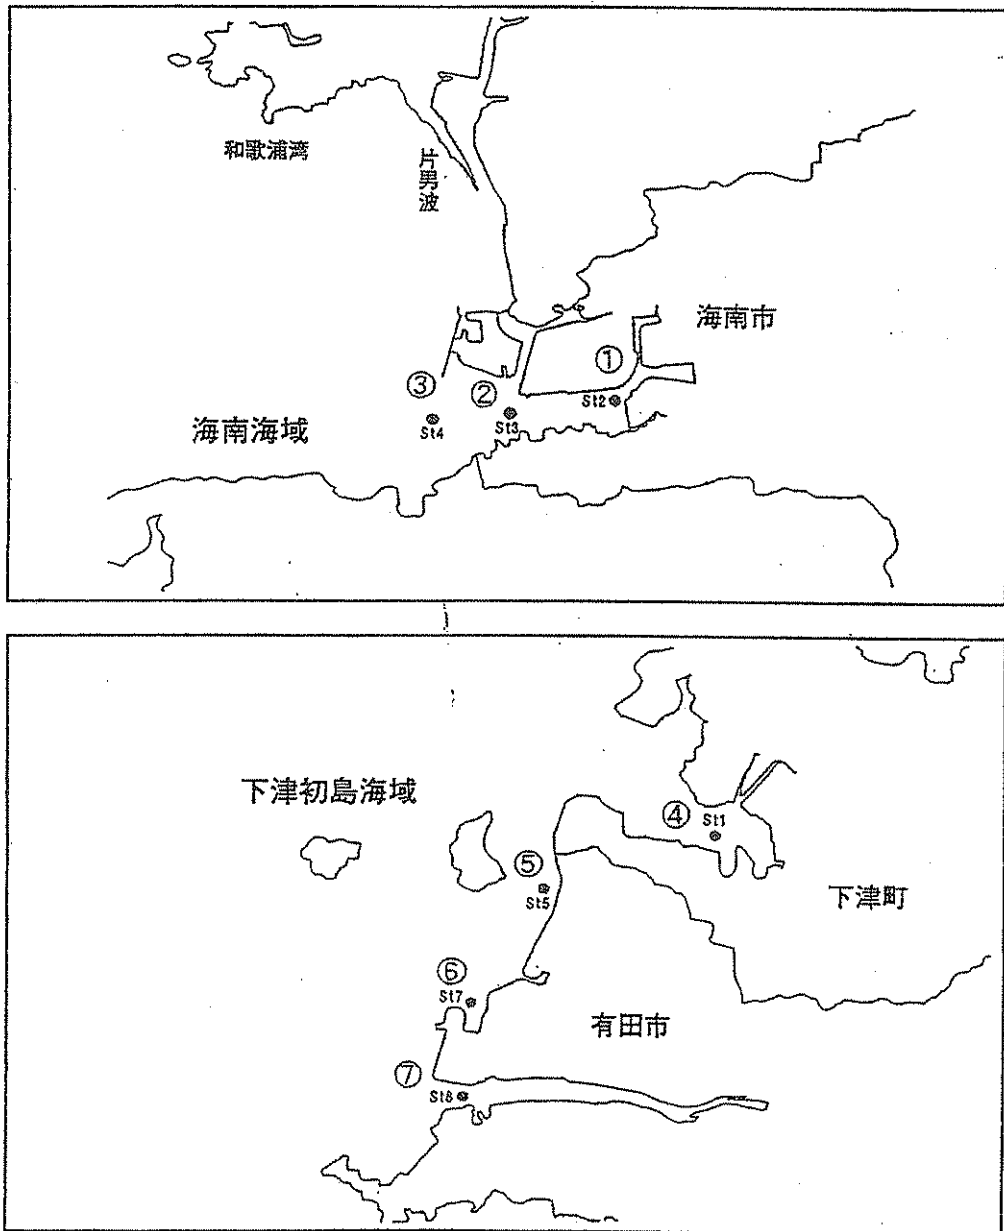 和歌浦湾
片男波
海南市
①
St2
②
St3
③
St4
海南海域
下津初島海域
④
St1
下津町
⑤
St5
⑥
St7
有田市
⑦
St8